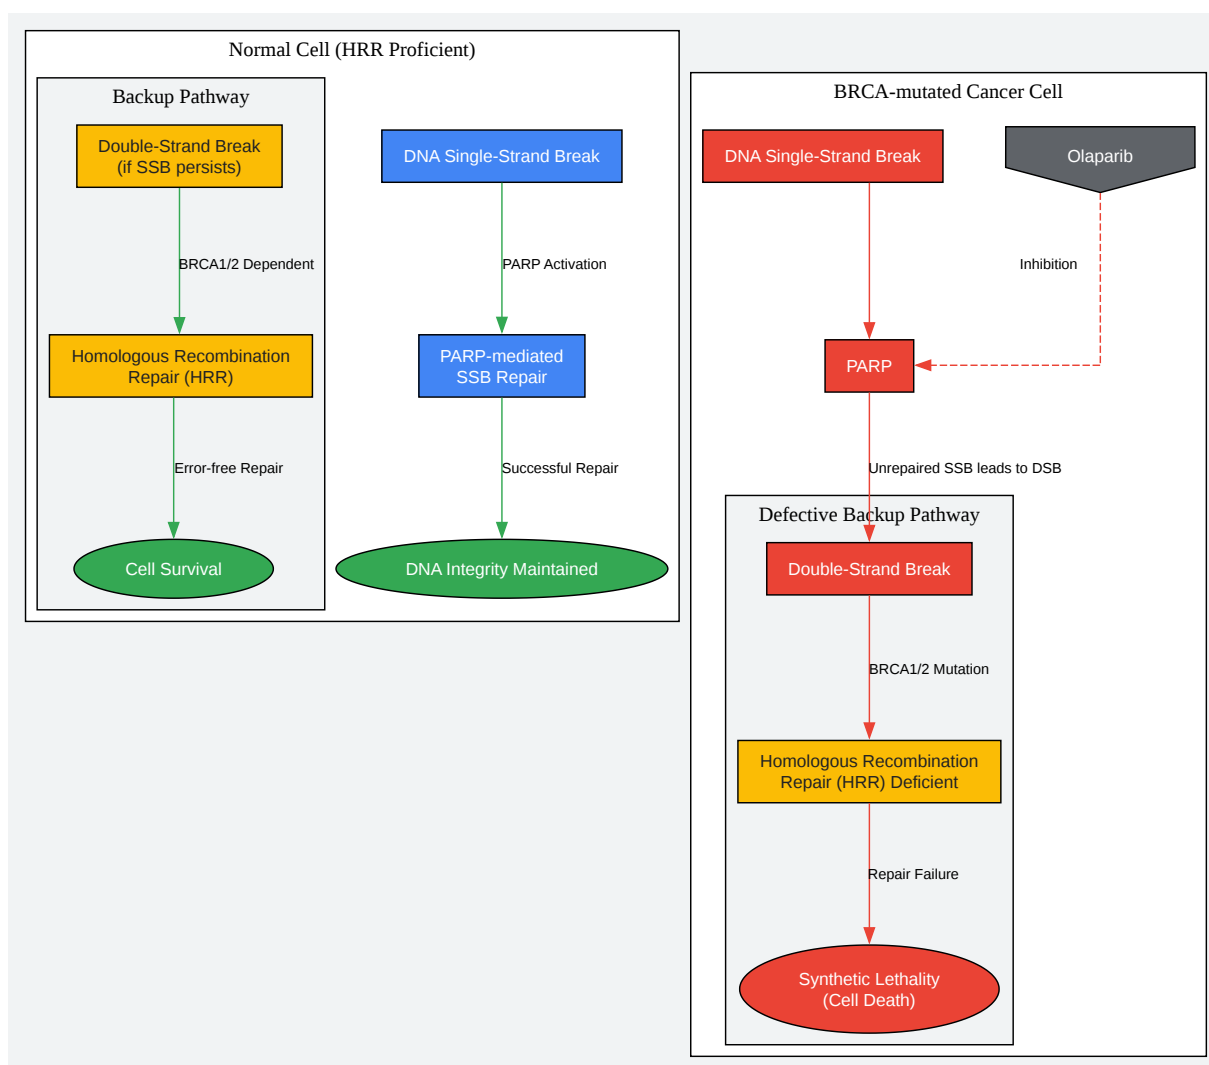 Normal Cell (HRR Proficient)
Backup Pathway
Double-Strand Break
(if SSB persists)
BRCA1/2 Dependent
Homologous Recombination
Repair (HRR)
Error-free Repair
Cell Survival
DNA Single-Strand Break
PARP Activation
PARP-mediated
SSB Repair
Successful Repair
DNA Integrity Maintained
BRCA-mutated Cancer Cell
DNA Single-Strand Break
Olaparib
Inhibition
PARP
Unrepaired SSB leads to DSB
Defective Backup Pathway
Double-Strand Break
BRCA1/2 Mutation
Homologous Recombination
Repair (HRR) Deficient
Repair Failure
Synthetic Lethality
(Cell Death)